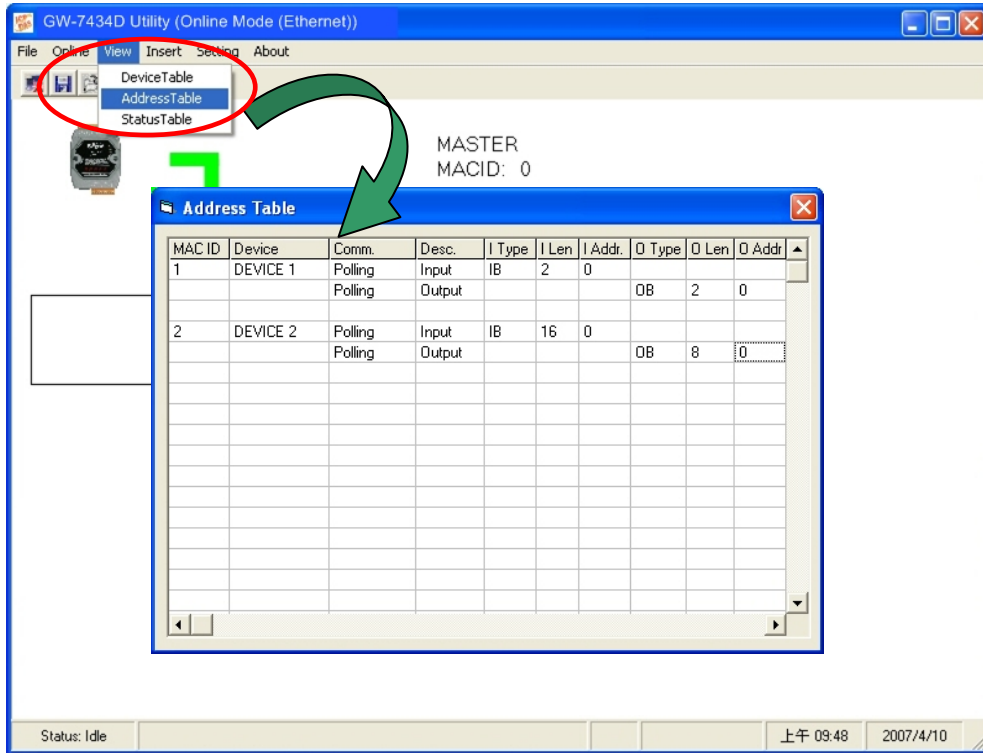 GW-7434D Utility (Online Mode (Ethernet))
File Online View Insert Setting About
DeviceTable
AddressTable
StatusTable
MASTER
MACID: 0
Address Table
MAC ID Device Comm. Desc. I Type I Len I Addr. O Type O Len O Addr
1 DEVICE 1 Polling Input IB 2 0
Polling Output OB 2 0
2 DEVICE 2 Polling Input IB 16 0
Polling Output OB 8 0
Status: Idle 上午 09:48 2007/4/10